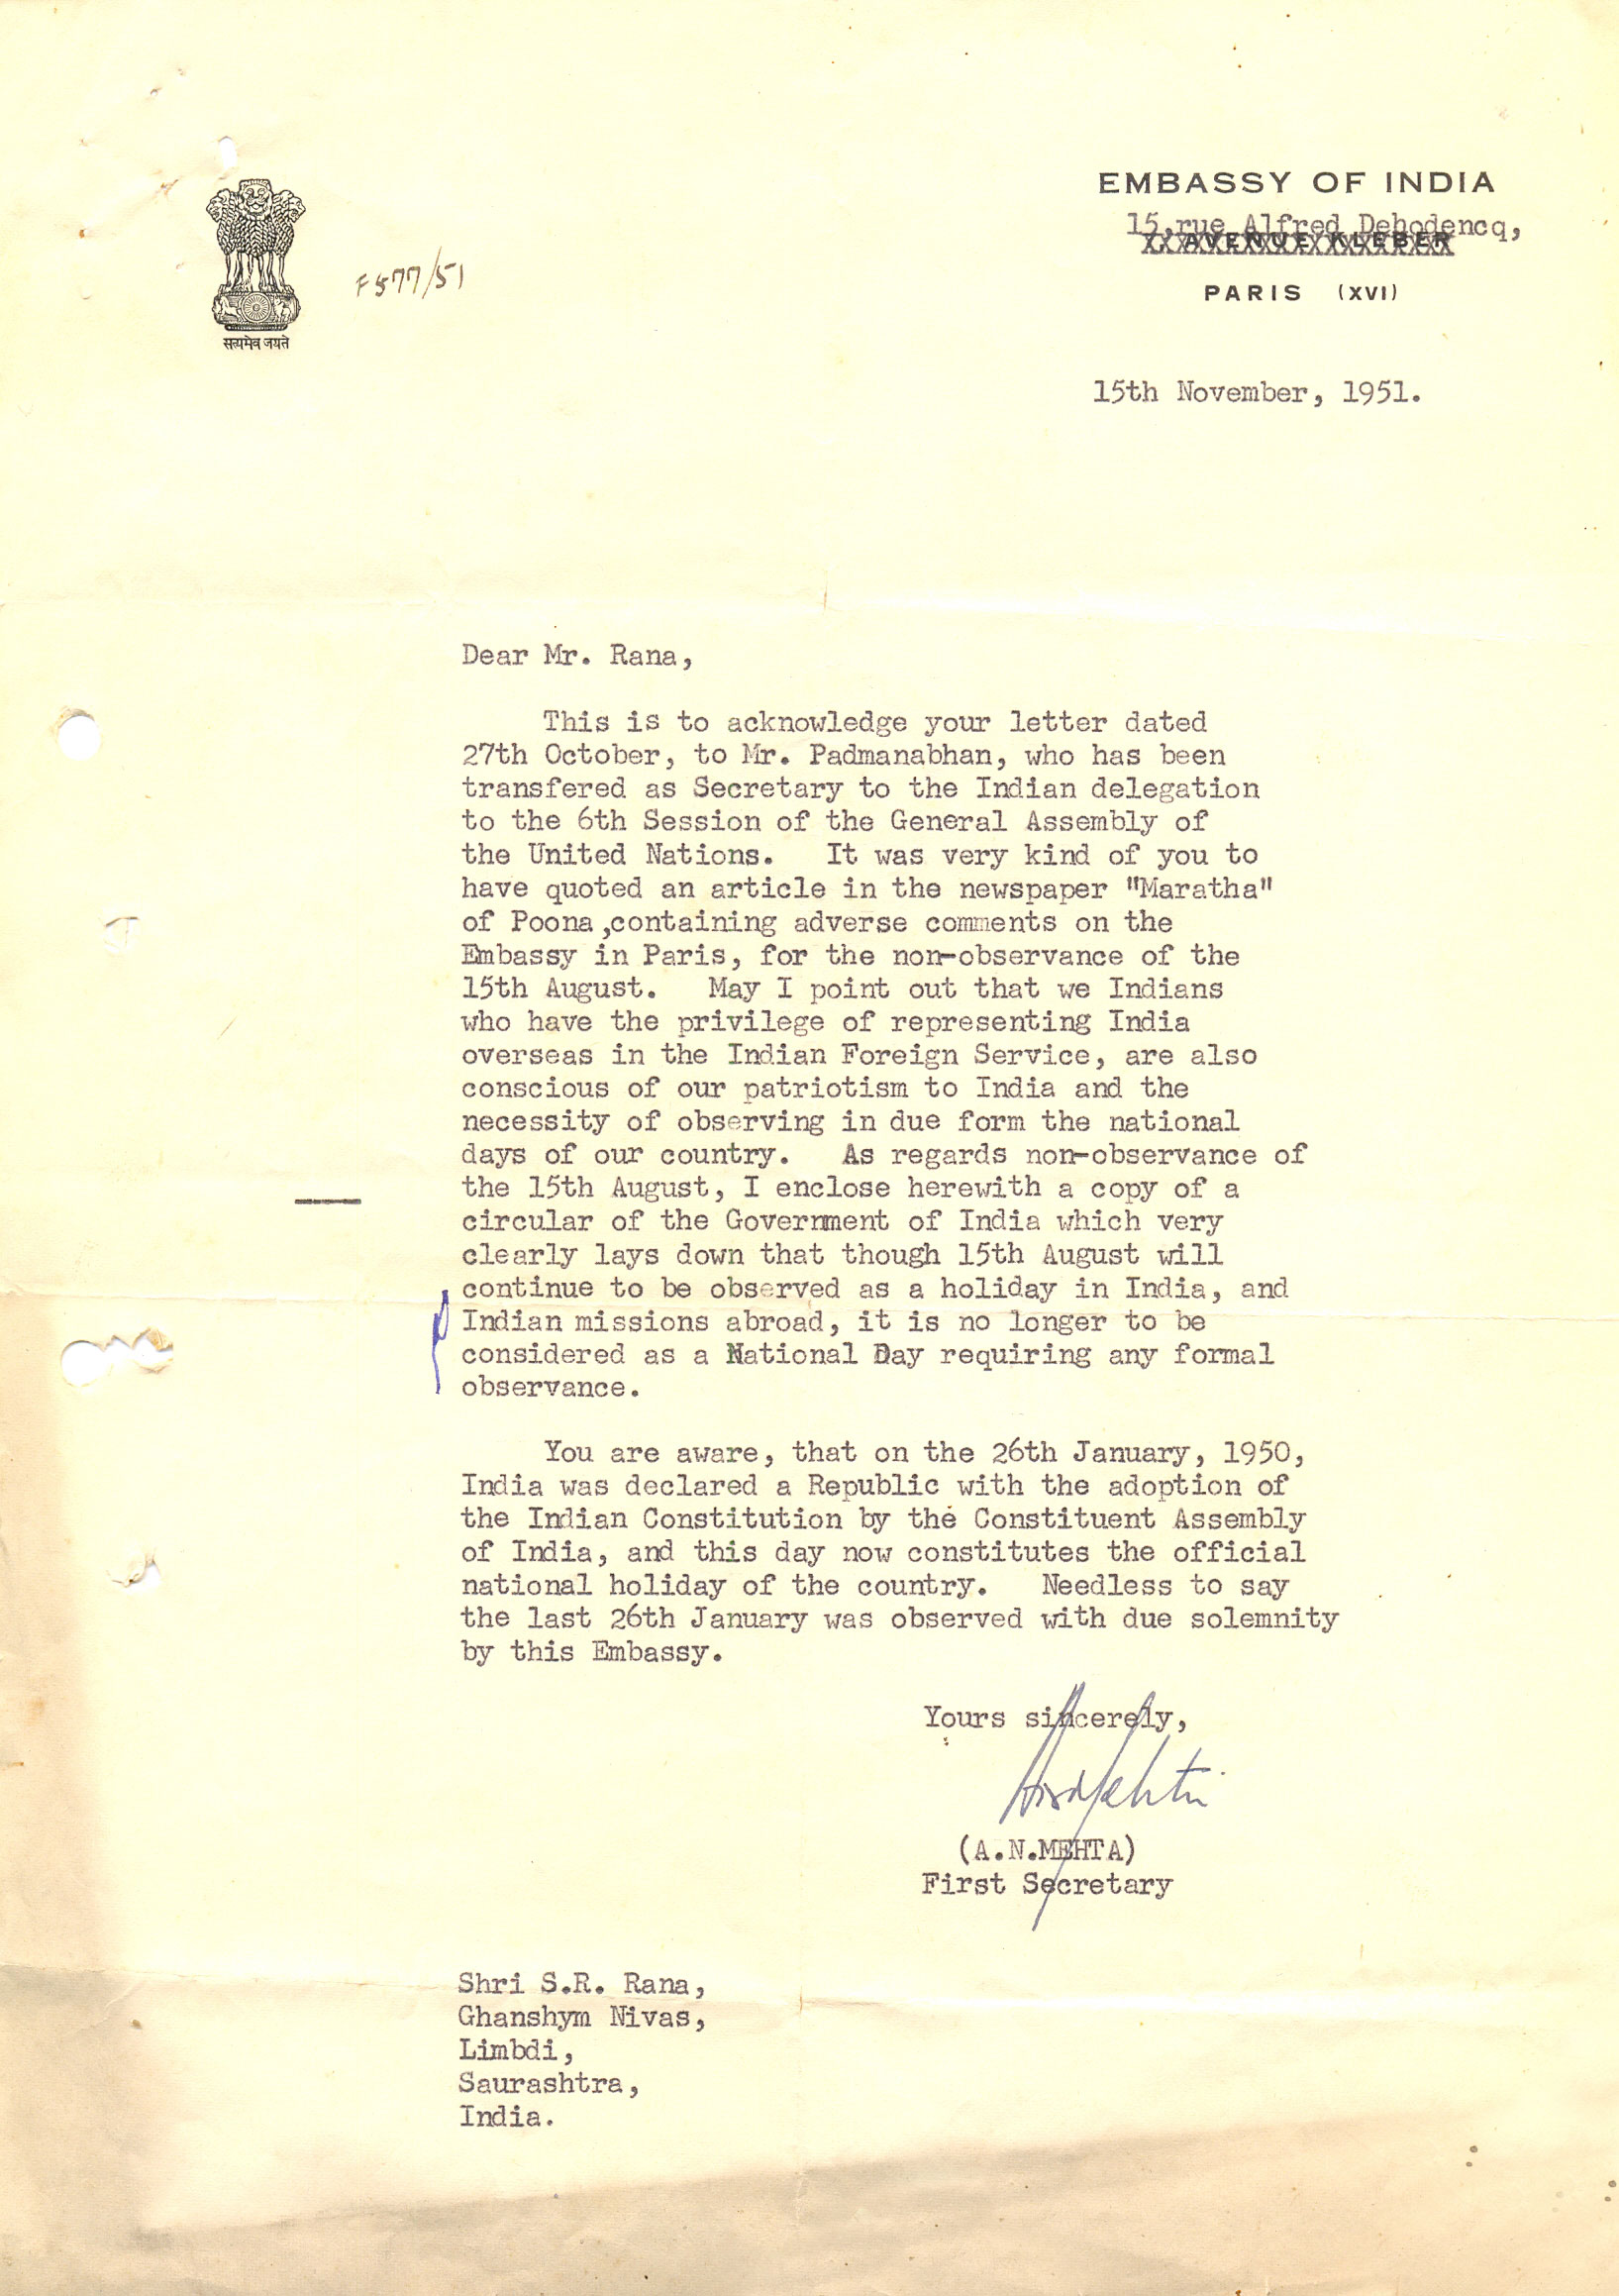 EMBASSY OF INDIA
15,rue Alfred Dehodencq,
AVENUE KLEBER
PARIS (XVI)
सत्यमेव जयते
F577/51
15th November, 1951.
Dear Mr. Rana,
This is to acknowledge your letter dated
27th October, to Mr. Padmanabhan, who has been
transfered as Secretary to the Indian delegation
to the 6th Session of the General Assembly of
the United Nations. It was very kind of you to
have quoted an article in the newspaper "Maratha"
of Poona,containing adverse comments on the
Embassy in Paris, for the non-observance of the
15th August. May I point out that we Indians
who have the privilege of representing India
overseas in the Indian Foreign Service, are also
conscious of our patriotism to India and the
necessity of observing in due form the national
days of our country. As regards non-observance of
the 15th August, I enclose herewith a copy of a
circular of the Government of India which very
clearly lays down that though 15th August will
continue to be observed as a holiday in India, and
Indian missions abroad, it is no longer to be
considered as a National Day requiring any formal
observance.
You are aware, that on the 26th January, 1950,
India was declared a Republic with the adoption of
the Indian Constitution by the Constituent Assembly
of India, and this day now constitutes the official
national holiday of the country. Needless to say
the last 26th January was observed with due solemnity
by this Embassy.
Yours sincerely,
(A.N.MEHTA)
First Secretary
Shri S.R. Rana,
Ghanshym Nivas,
Limbdi,
Saurashtra,
India.